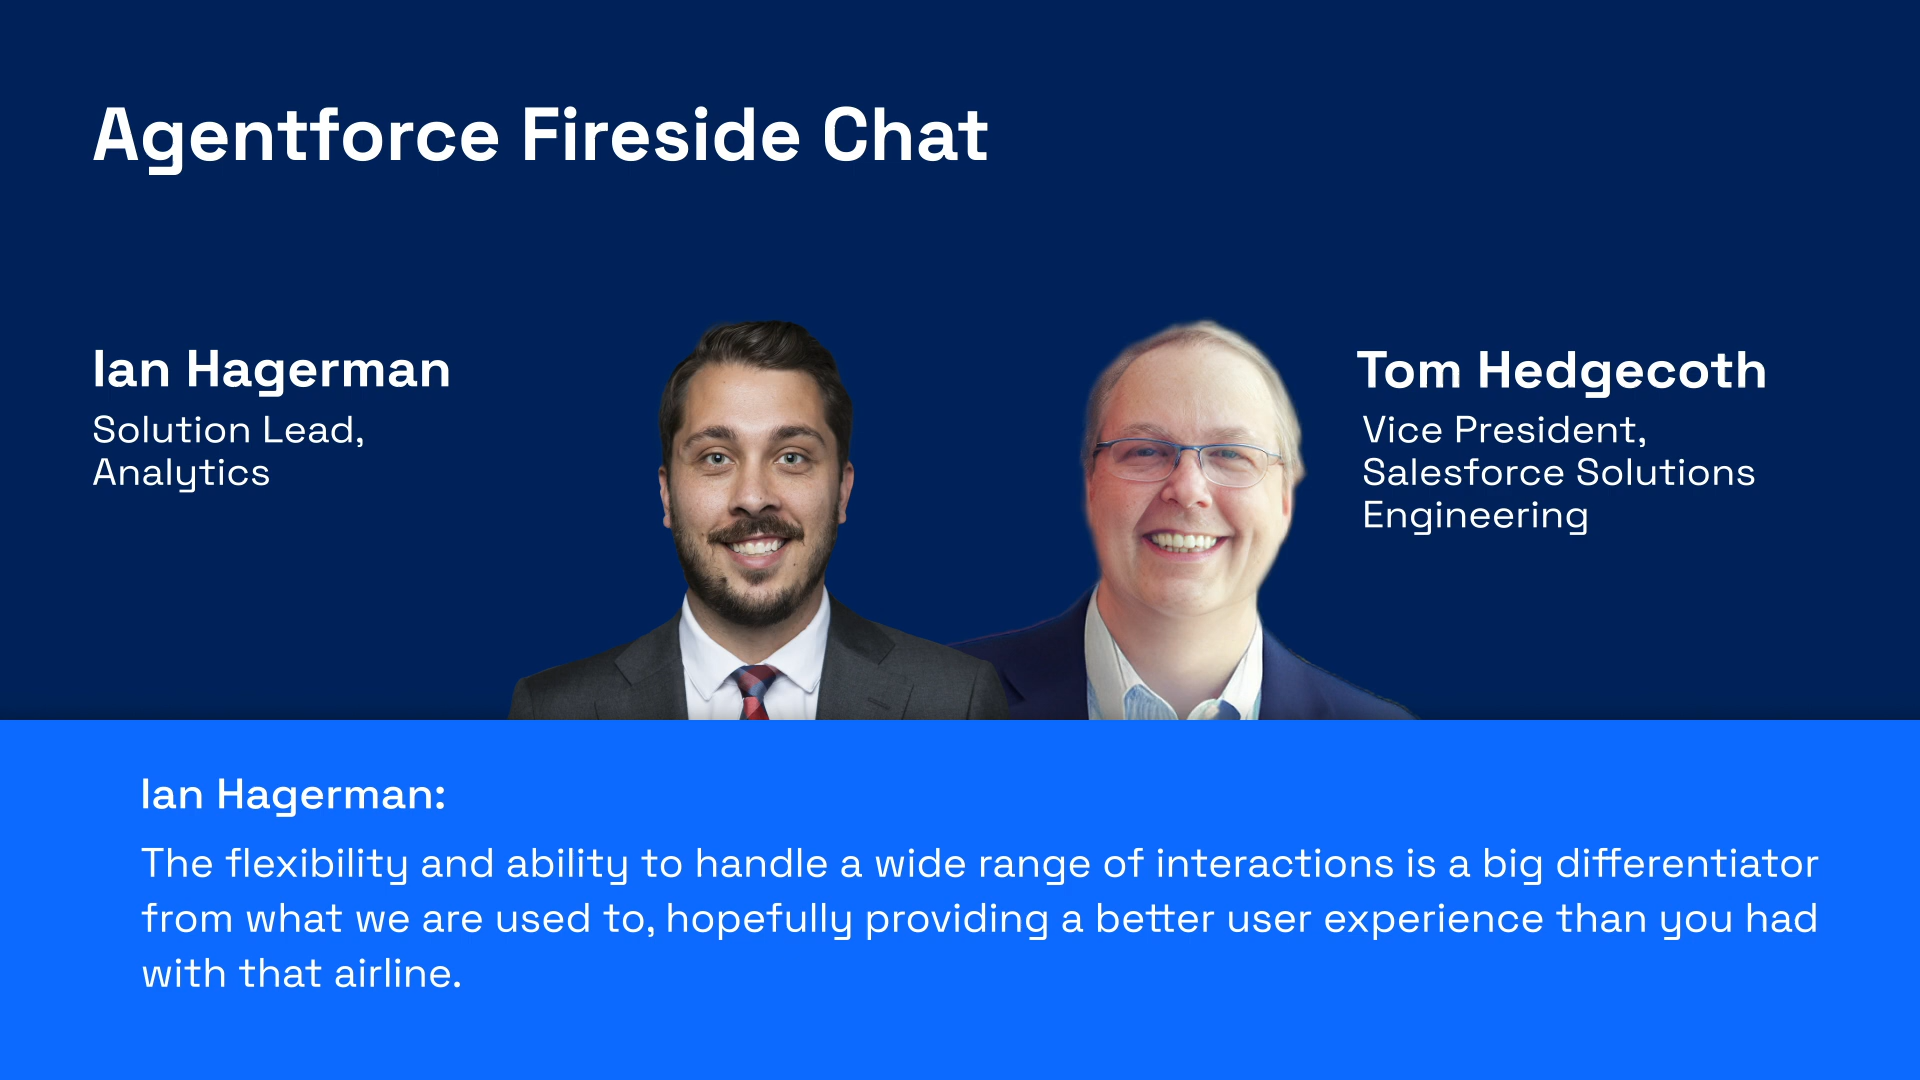 Agentforce Fireside Chat
Ian Hagerman
Solution Lead,
Analytics
Tom Hedgecoth
Vice President,
Salesforce Solutions
Engineering
Ian Hagerman:
The flexibility and ability to handle a wide range of interactions is a big differentiator
from what we are used to, hopefully providing a better user experience than you had
with that airline.